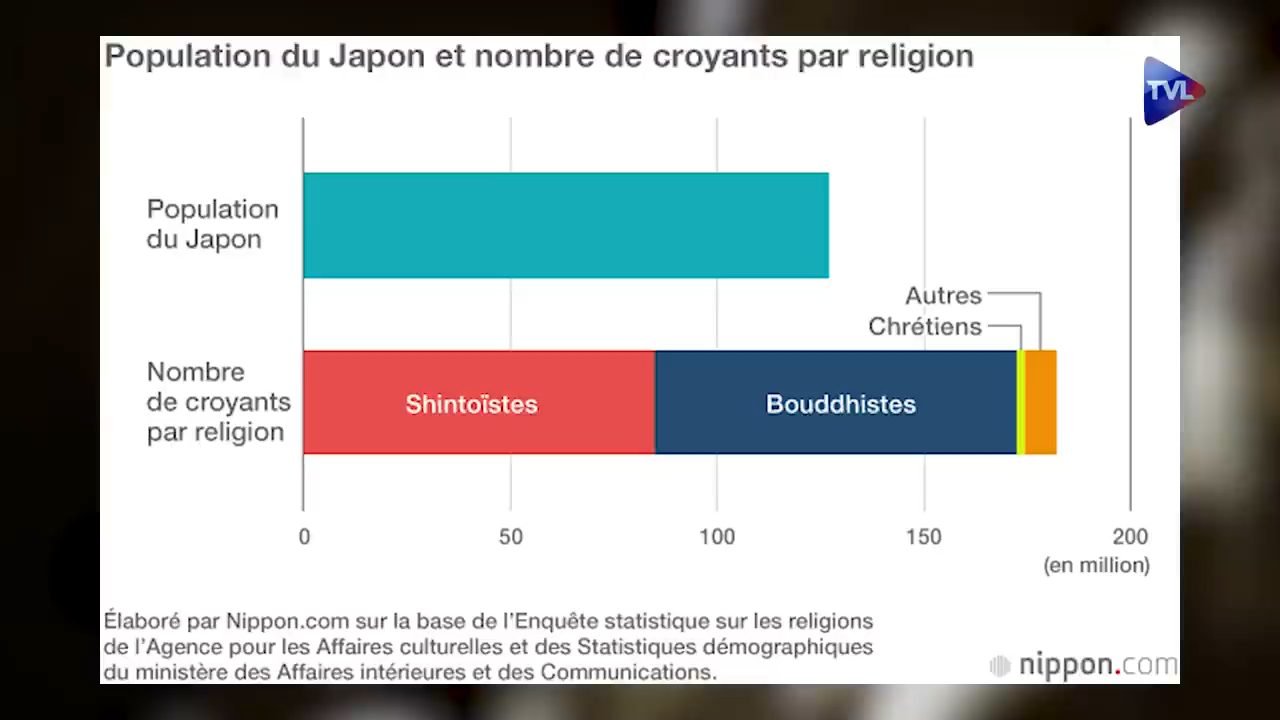 Population du Japon et nombre de croyants par religion
TVL
Population
du Japon
Autres
Chrétiens
Nombre
de croyants
par religion
Shintoïstes
Bouddhistes
0
50
100
150
200
(en million)
Élaboré par Nippon.com sur la base de l'Enquête statistique sur les religions
de l'Agence pour les Affaires culturelles et des Statistiques démographiques
du ministère des Affaires intérieures et des Communications.
nippon.com